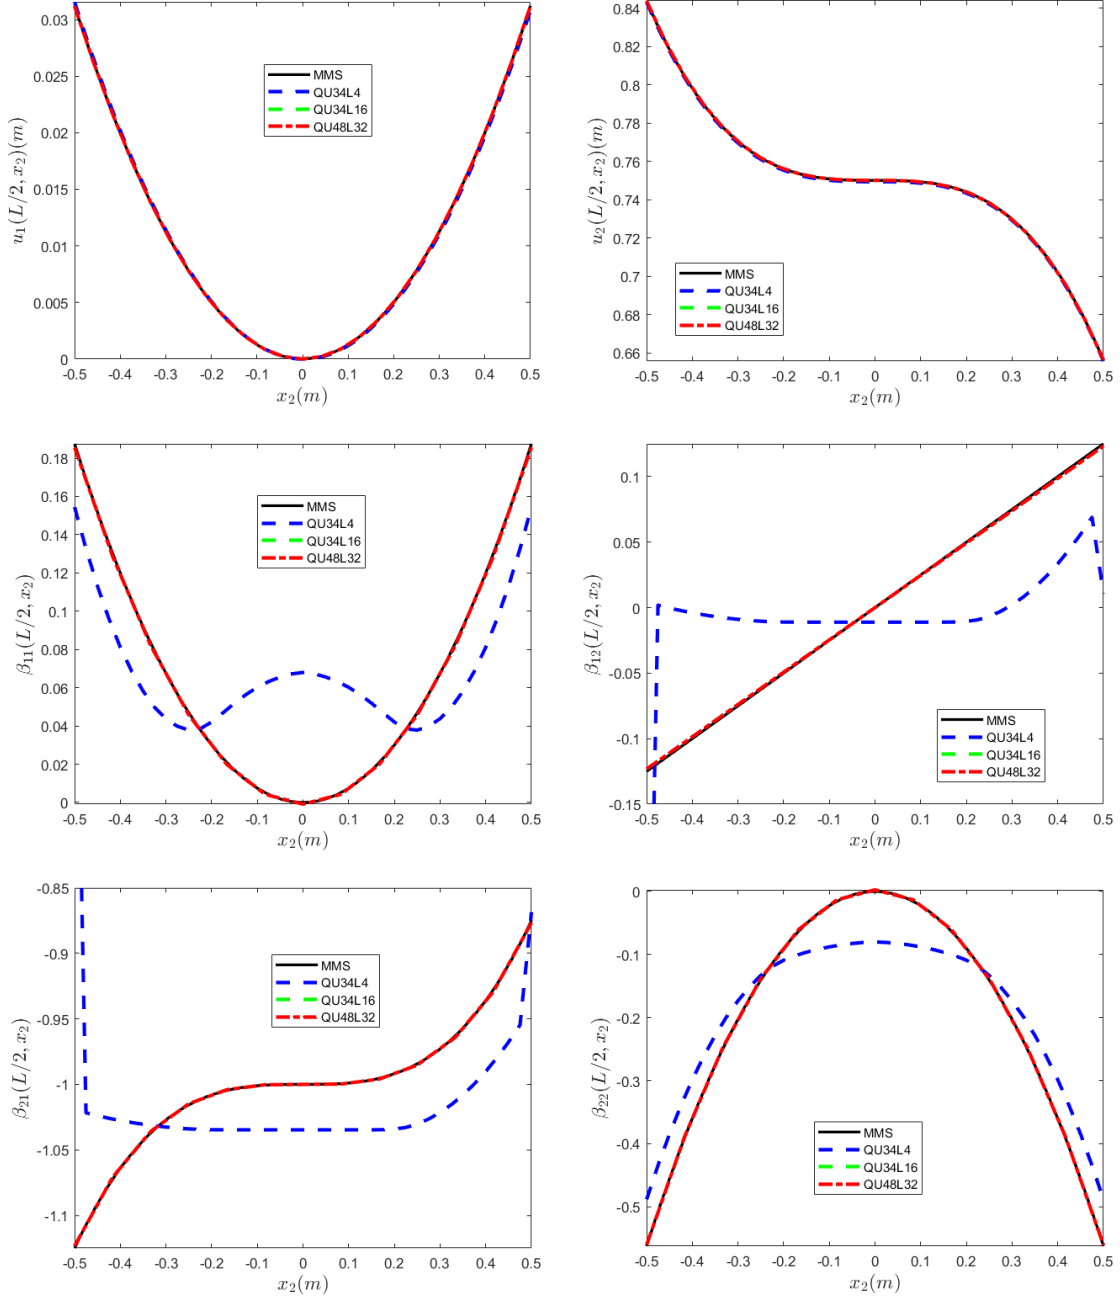 0.03
0.025
0.02
0.015
0.01
0.005
0
u₁(L/2, x₂)(m)
MMS
QU34L4
QU34L16
QU48L32
-0.5 -0.4 -0.3 -0.2 -0.1 0 0.1 0.2 0.3 0.4 0.5
x₂(m)
0.84
0.82
0.8
0.78
0.76
0.74
0.72
0.7
0.68
0.66
u₂(L/2, x₂)(m)
MMS
QU34L4
QU34L16
QU48L32
-0.5 -0.4 -0.3 -0.2 -0.1 0 0.1 0.2 0.3 0.4 0.5
x₂(m)
0.18
0.16
0.14
0.12
0.1
0.08
0.06
0.04
0.02
0
β₁₁(L/2, x₂)
MMS
QU34L4
QU34L16
QU48L32
-0.5 -0.4 -0.3 -0.2 -0.1 0 0.1 0.2 0.3 0.4 0.5
x₂(m)
0.1
0.05
0
-0.05
-0.1
-0.15
β₁₂(L/2, x₂)
MMS
QU34L4
QU34L16
QU48L32
-0.5 -0.4 -0.3 -0.2 -0.1 0 0.1 0.2 0.3 0.4 0.5
x₂(m)
-0.85
-0.9
-0.95
-1
-1.05
-1.1
β₂₁(L/2, x₂)
MMS
QU34L4
QU34L16
QU48L32
-0.5 -0.4 -0.3 -0.2 -0.1 0 0.1 0.2 0.3 0.4 0.5
x₂(m)
0
-0.1
-0.2
-0.3
-0.4
-0.5
β₂₂(L/2, x₂)
MMS
QU34L4
QU34L16
QU48L32
-0.5 -0.4 -0.3 -0.2 -0.1 0 0.1 0.2 0.3 0.4 0.5
x₂(m)